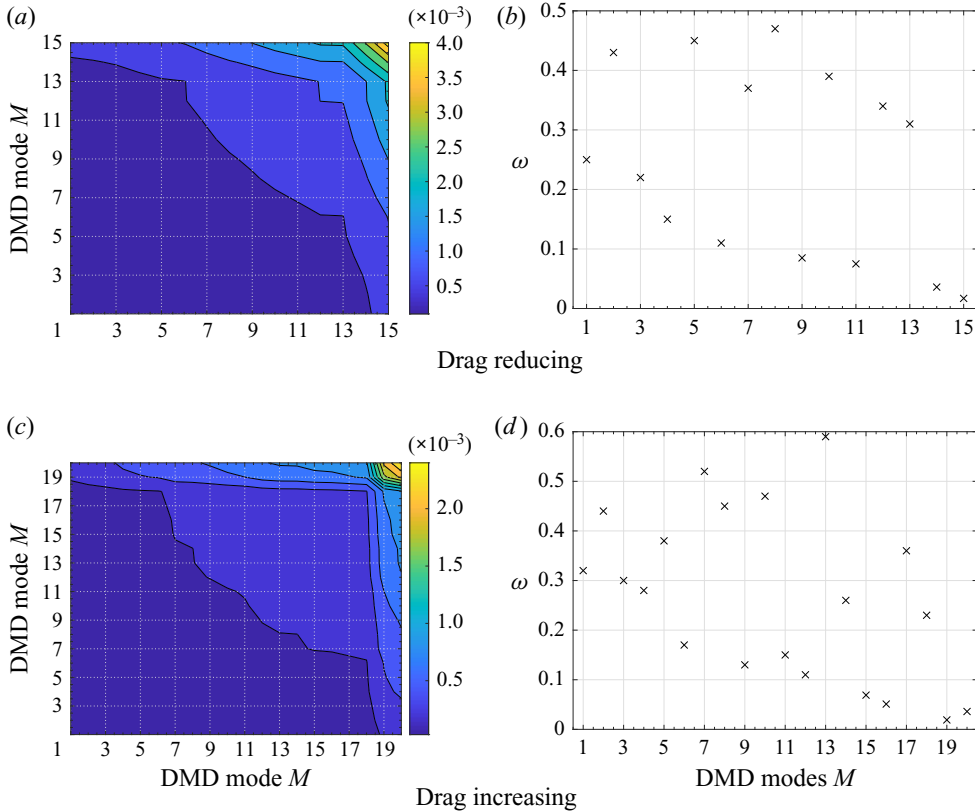 (a)
(×10⁻³)
4.0
3.5
3.0
2.5
2.0
1.5
1.0
0.5
DMD mode M
15
13
11
9
7
5
3
1 3 5 7 9 11 13 15
(b)
0.5
0.4
0.3
ω
0.2
0.1
0
1 3 5 7 9 11 13 15
Drag reducing
(c)
(×10⁻³)
2.0
1.5
1.0
0.5
DMD mode M
19
17
15
13
11
9
7
5
3
1 3 5 7 9 11 13 15 17 19
DMD mode M
(d)
0.6
0.5
0.4
0.3
ω
0.2
0.1
0
1 3 5 7 9 11 13 15 17 19
DMD modes M
Drag increasing